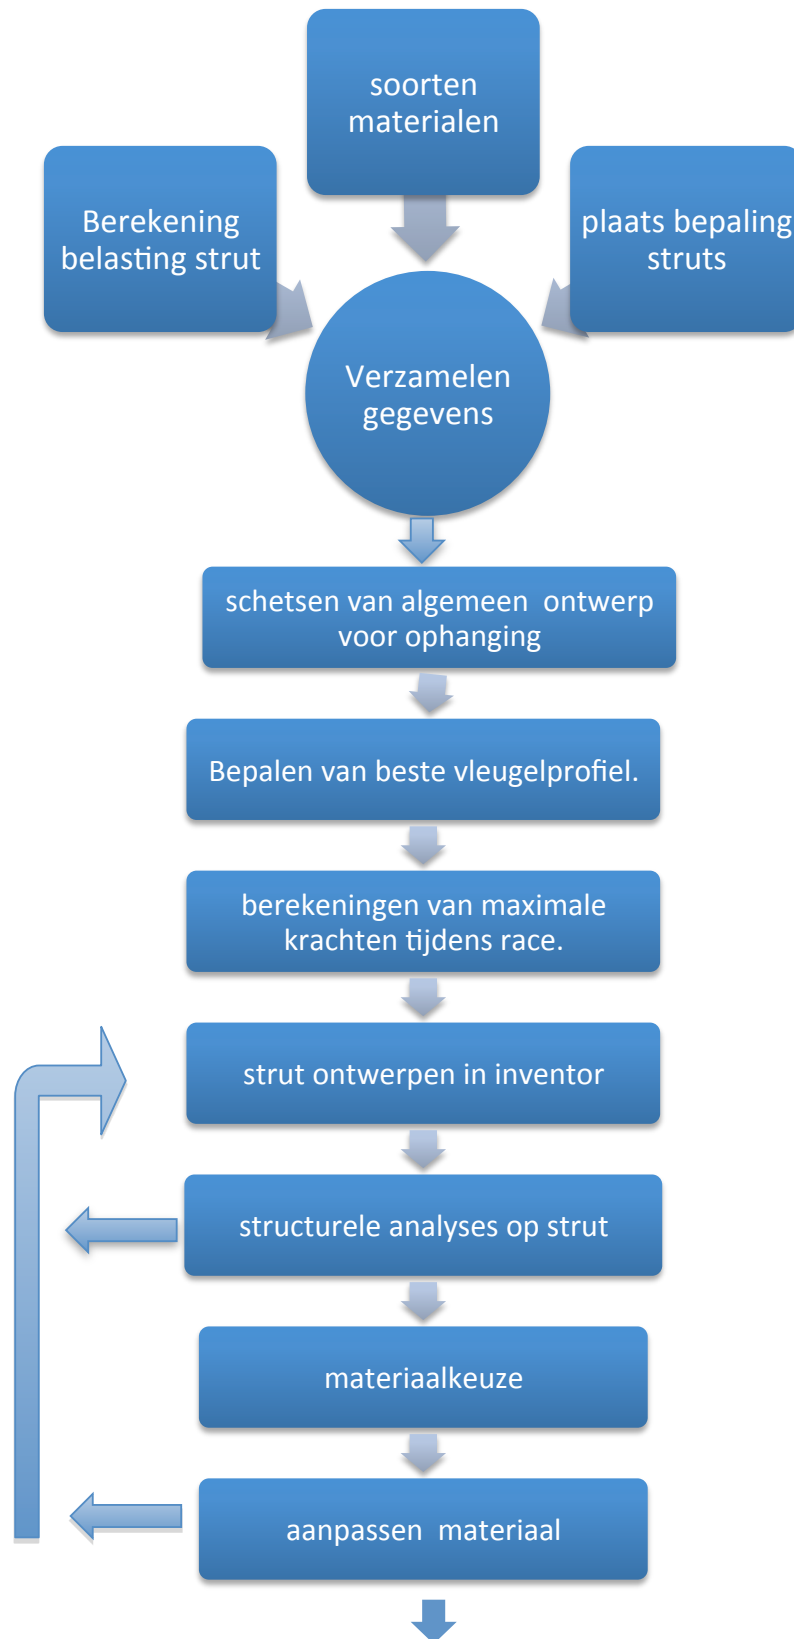 soorten
materialen
Berekening
belasting strut
plaats bepaling
struts
Verzamelen
gegevens
schetsen van algemeen ontwerp
voor ophanging
Bepalen van beste vleugelprofiel.
berekeningen van maximale
krachten tijdens race.
strut ontwerpen in inventor
structurele analyses op strut
materiaalkeuze
aanpassen materiaal